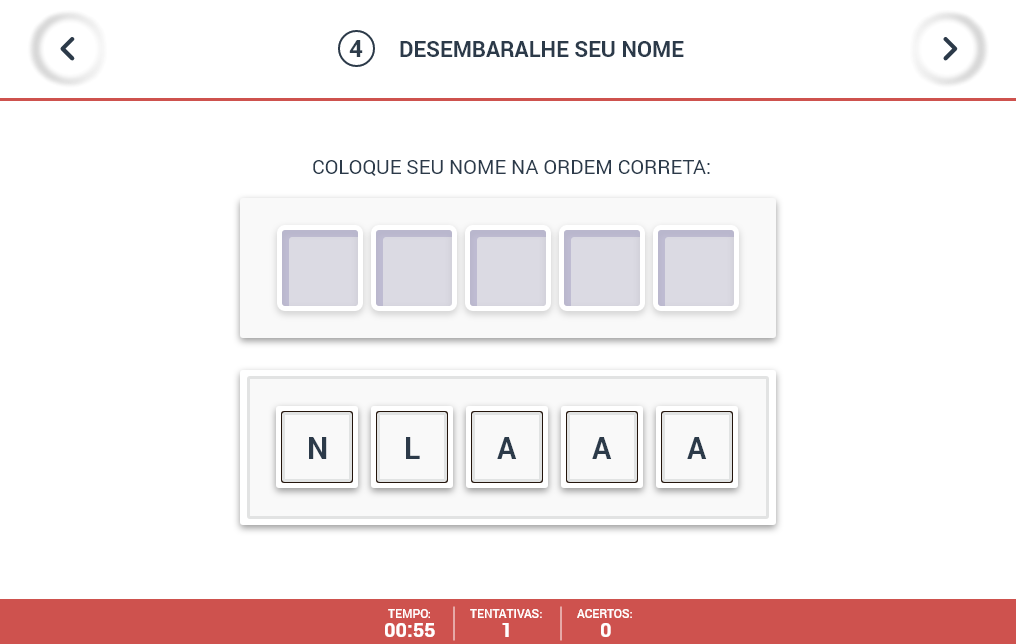 4 DESEMBARALHE SEU NOME
COLOQUE SEU NOME NA ORDEM CORRETA:
N L A A A
TEMPO: TENTATIVAS: ACERTOS:
00:55 1 0